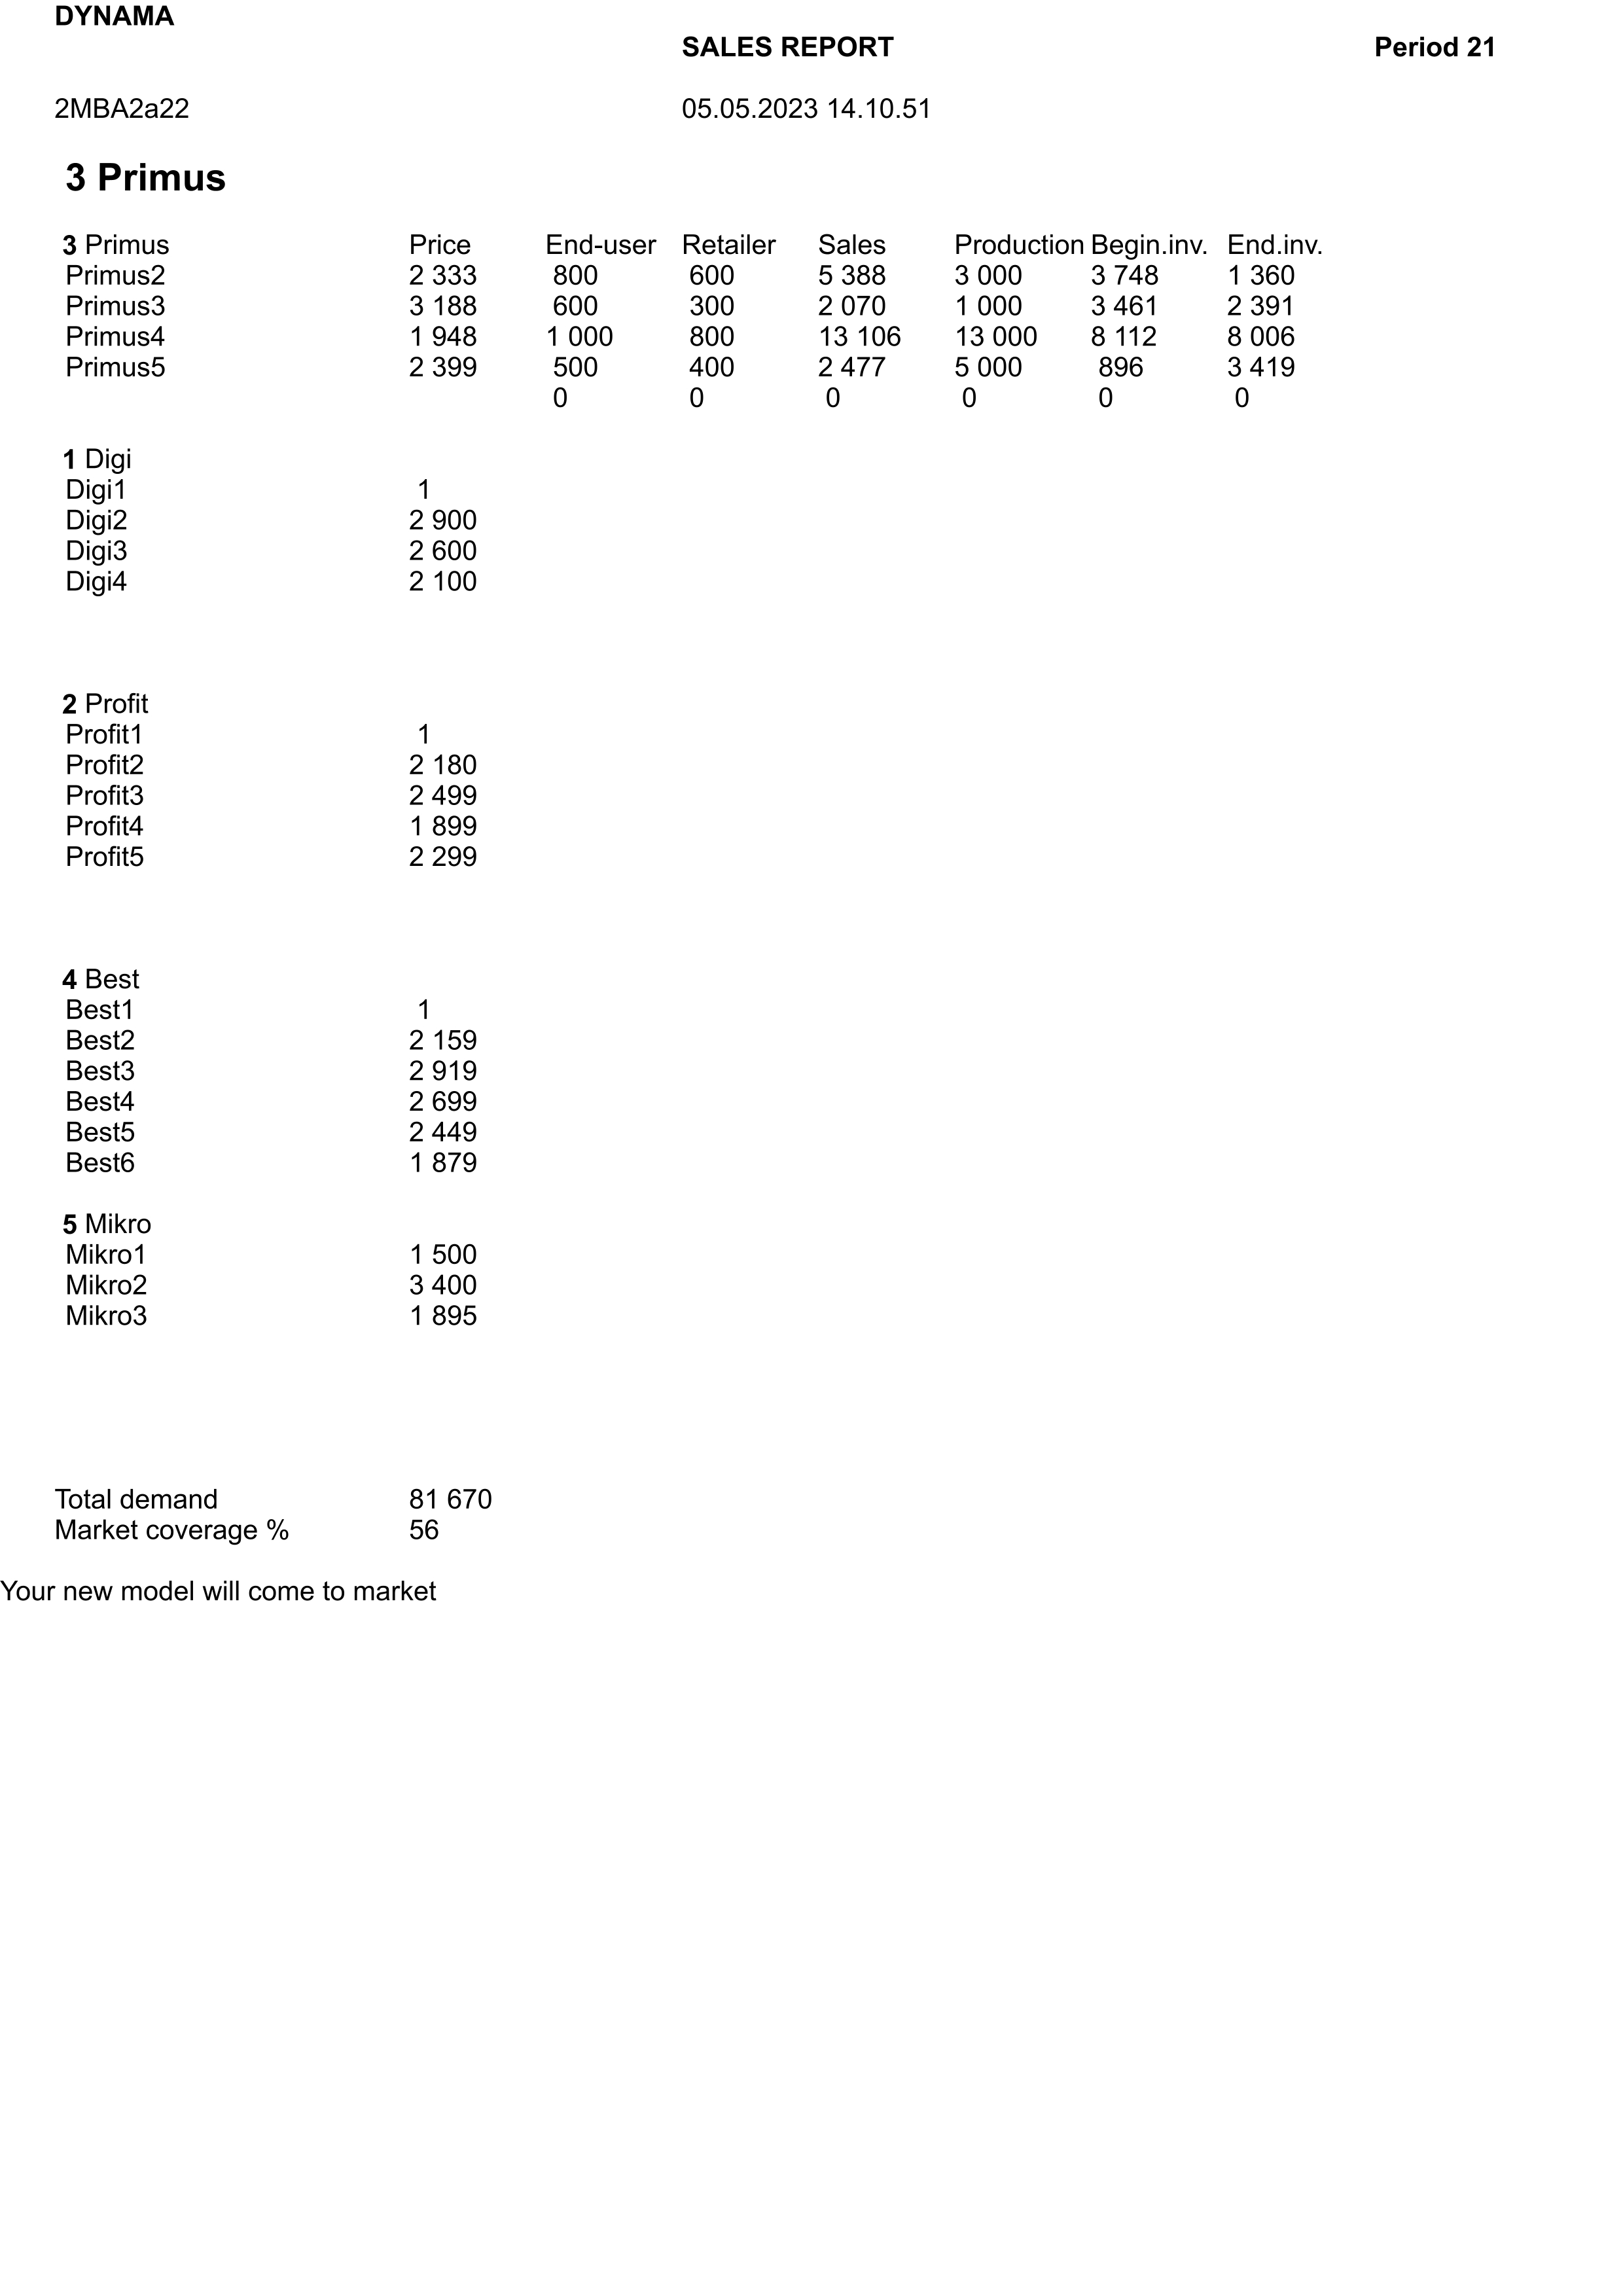 DYNAMA
SALES REPORT Period 21
2MBA2a22 05.05.2023 14.10.51
3 Primus
3 Primus Price End-user Retailer Sales Production Begin.inv. End.inv.
Primus2 2 333 800 600 5 388 3 000 3 748 1 360
Primus3 3 188 600 300 2 070 1 000 3 461 2 391
Primus4 1 948 1 000 800 13 106 13 000 8 112 8 006
Primus5 2 399 500 400 2 477 5 000 896 3 419
0 0 0 0 0 0
1 Digi
Digi1 1
Digi2 2 900
Digi3 2 600
Digi4 2 100
2 Profit
Profit1 1
Profit2 2 180
Profit3 2 499
Profit4 1 899
Profit5 2 299
4 Best
Best1 1
Best2 2 159
Best3 2 919
Best4 2 699
Best5 2 449
Best6 1 879
5 Mikro
Mikro1 1 500
Mikro2 3 400
Mikro3 1 895
Total demand 81 670
Market coverage % 56
Your new model will come to market